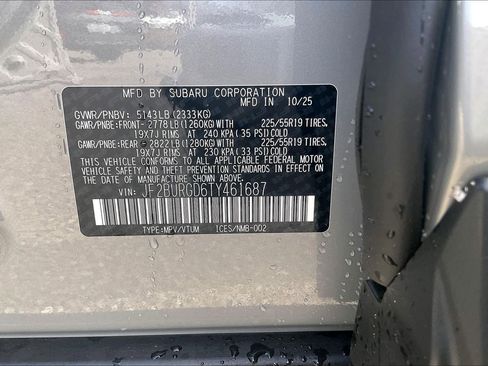 MFD BY SUBARU CORPORATION
MFD IN 10/25
GVWR/PNBV: 5143LB (2333KG)
GAWR/PNBE:FRONT- 2778LB (1260KG)WITH 225/55R19 TIRES,
19X7J RIMS AT 240 KPA(35 PSI)COLD
GAWR/PNBE:REAR - 2822LB (1280KG)WITH 225/55R19 TIRES,
19X7J RIMS AT 230 KPA(33 PSI)COLD
THIS VEHICLE CONFORMS TO ALL APPLICABLE FEDERAL MOTOR
VEHICLE SAFETY AND THEFT PREVENTION STANDARDS IN EFFECT ON
THE DATE OF MANUFACTURE SHOWN ABOVE.
VIN: JF2BURGD6TY461687
TYPE:MPV/VTUM ICES/NMB-002